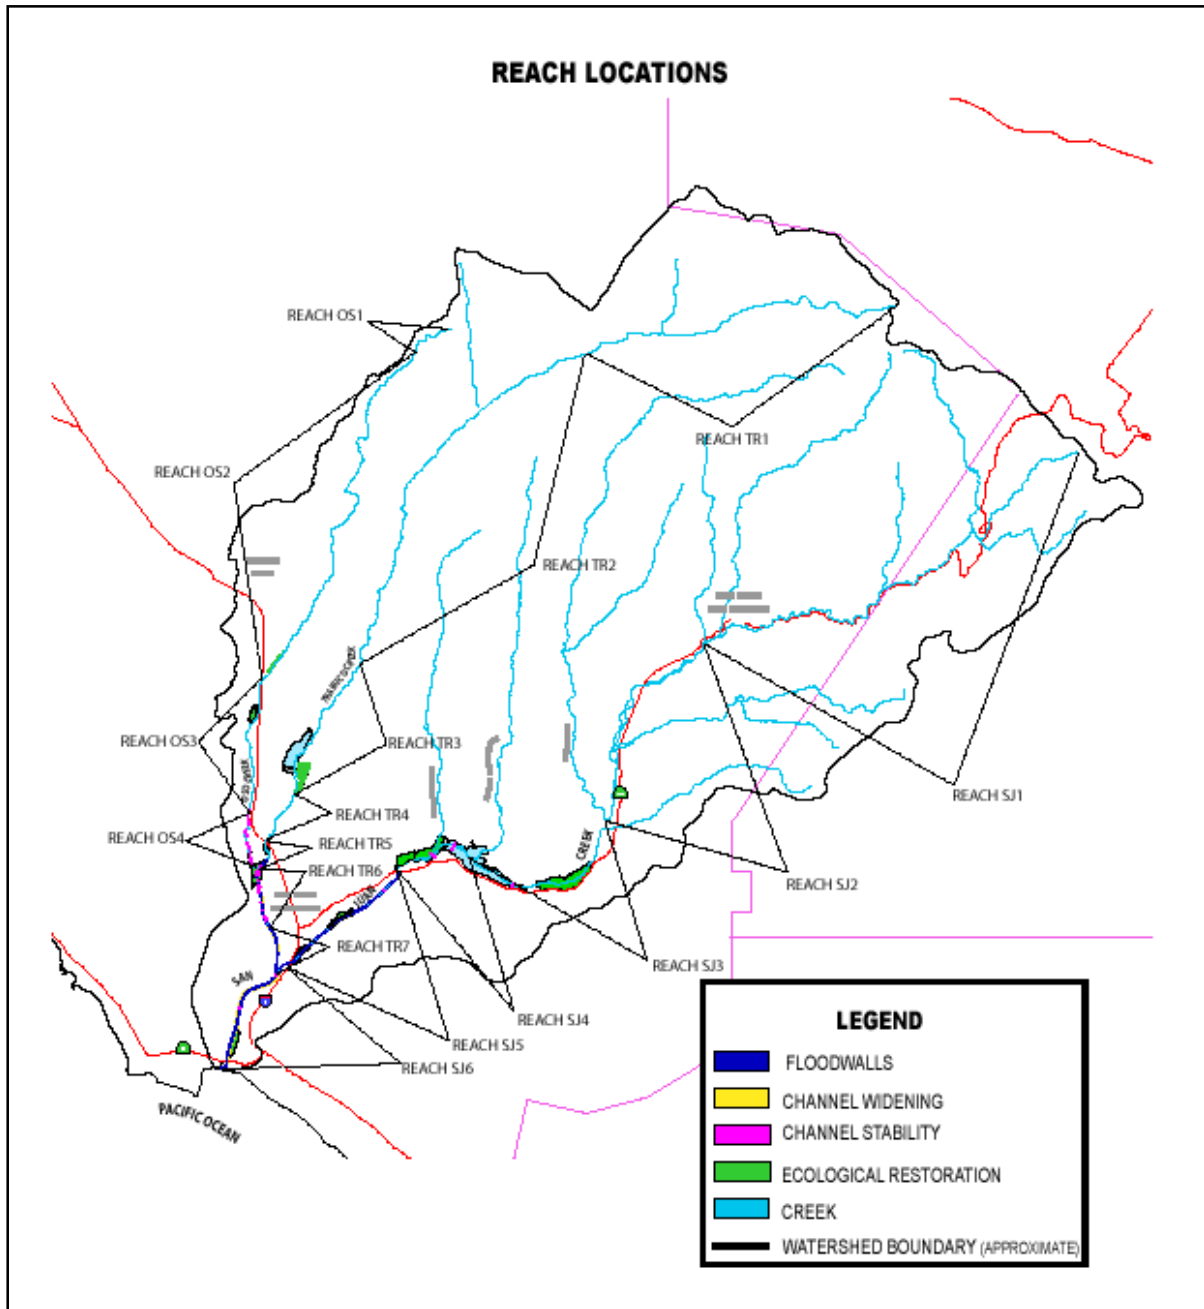 REACH LOCATIONS
REACH OS1
REACH TR1
REACH OS2
REACH TR2
REACH OS3
REACH TR3
REACH SJ1
REACH TR4
REACH OS4
REACH TR5
CREEK
REACH TR6
REACH SJ2
JUAN
REACH TR7
REACH SJ3
SAN
REACH SJ4
REACH SJ5
REACH SJ6
PACIFIC OCEAN
LEGEND
FLOODWALLS
CHANNEL WIDENING
CHANNEL STABILITY
ECOLOGICAL RESTORATION
CREEK
WATERSHED BOUNDARY (APPROXIMATE)